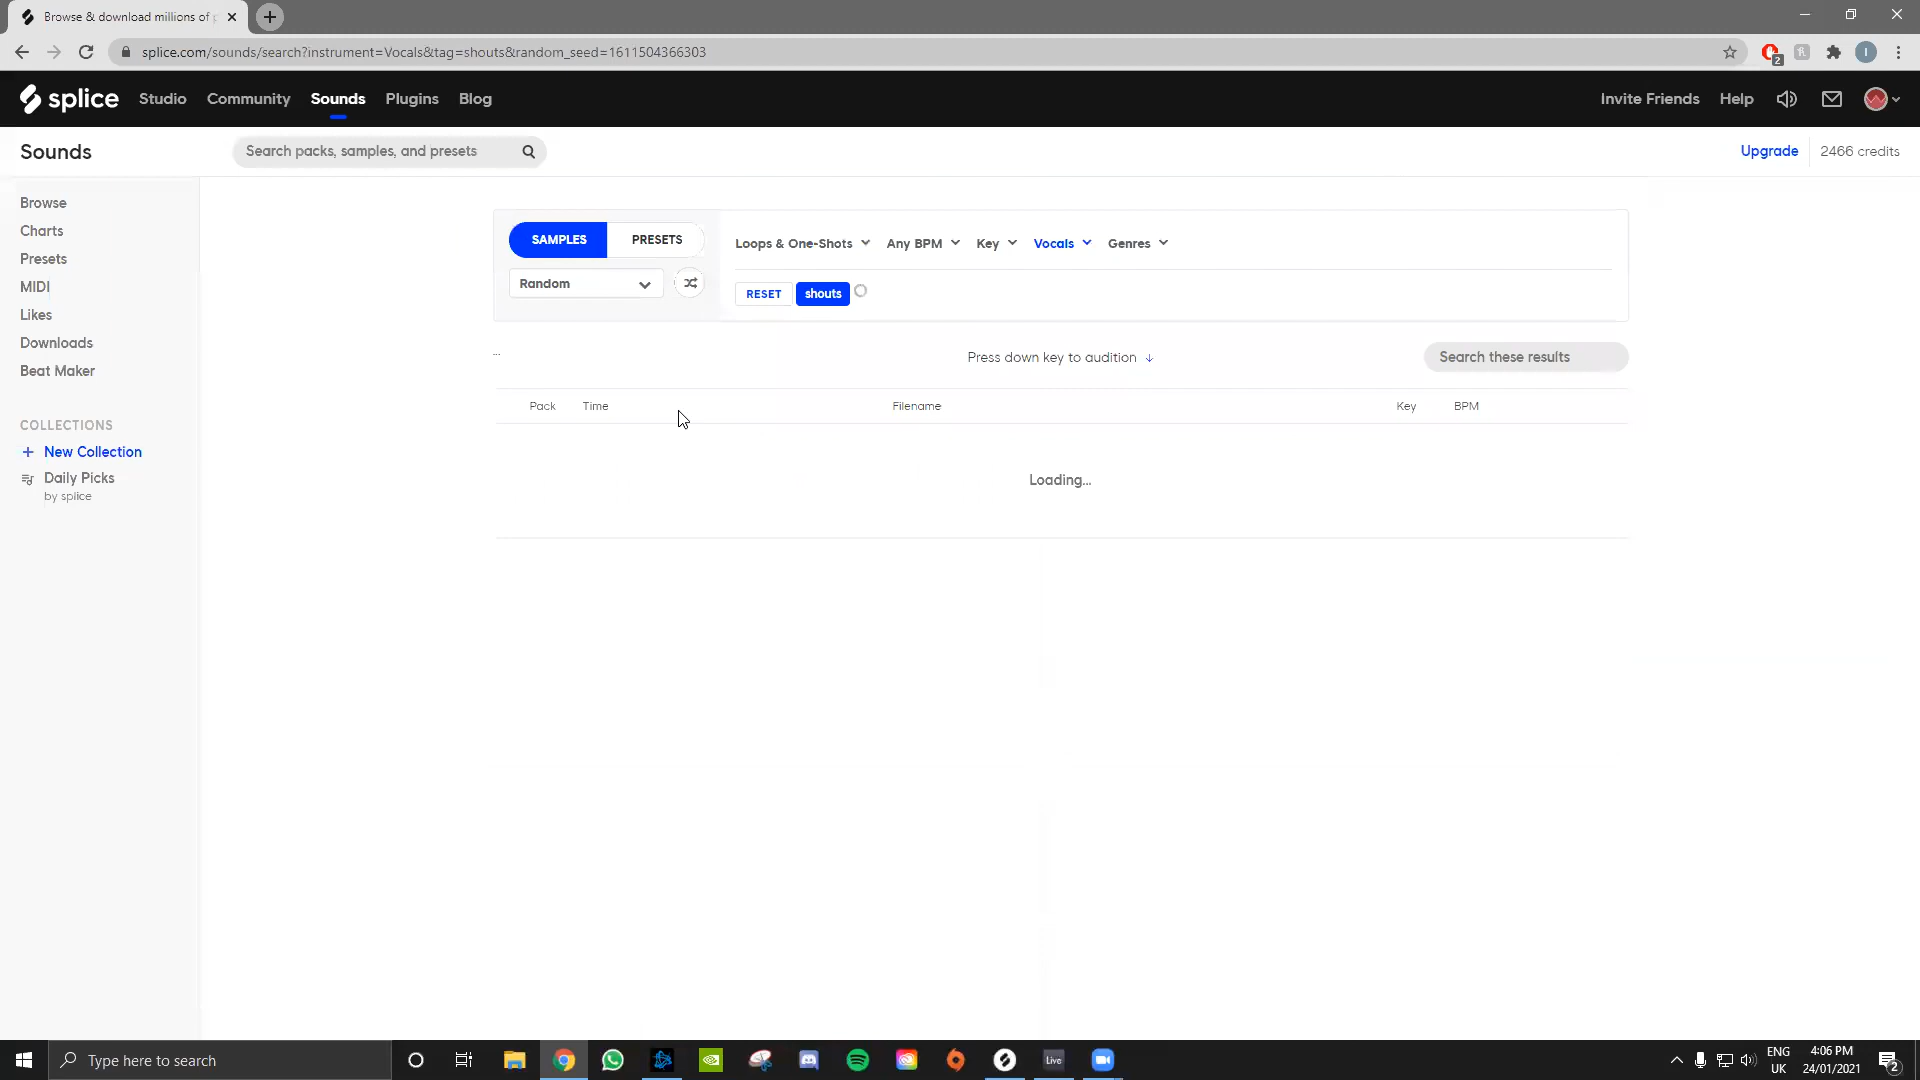 Browse & download millions of
splice.com/sounds/search?instrument=Vocals&tag=shouts&random_seed=1611504366303
2
I
splice
Studio
Community
Sounds
Plugins
Blog
Invite Friends
Help
Sounds
Search packs, samples, and presets
Upgrade
2466 credits
Browse
Charts
Presets
MIDI
Likes
Downloads
Beat Maker
COLLECTIONS
+ New Collection
Daily Picks
by splice
SAMPLES
PRESETS
Random
Loops & One-Shots
Any BPM
Key
Vocals
Genres
RESET
shouts
...
Press down key to audition ↓
Search these results
Pack
Time
Filename
Key
BPM
Loading...
Type here to search
Live
ENG
UK
4:06 PM
24/01/2021
2